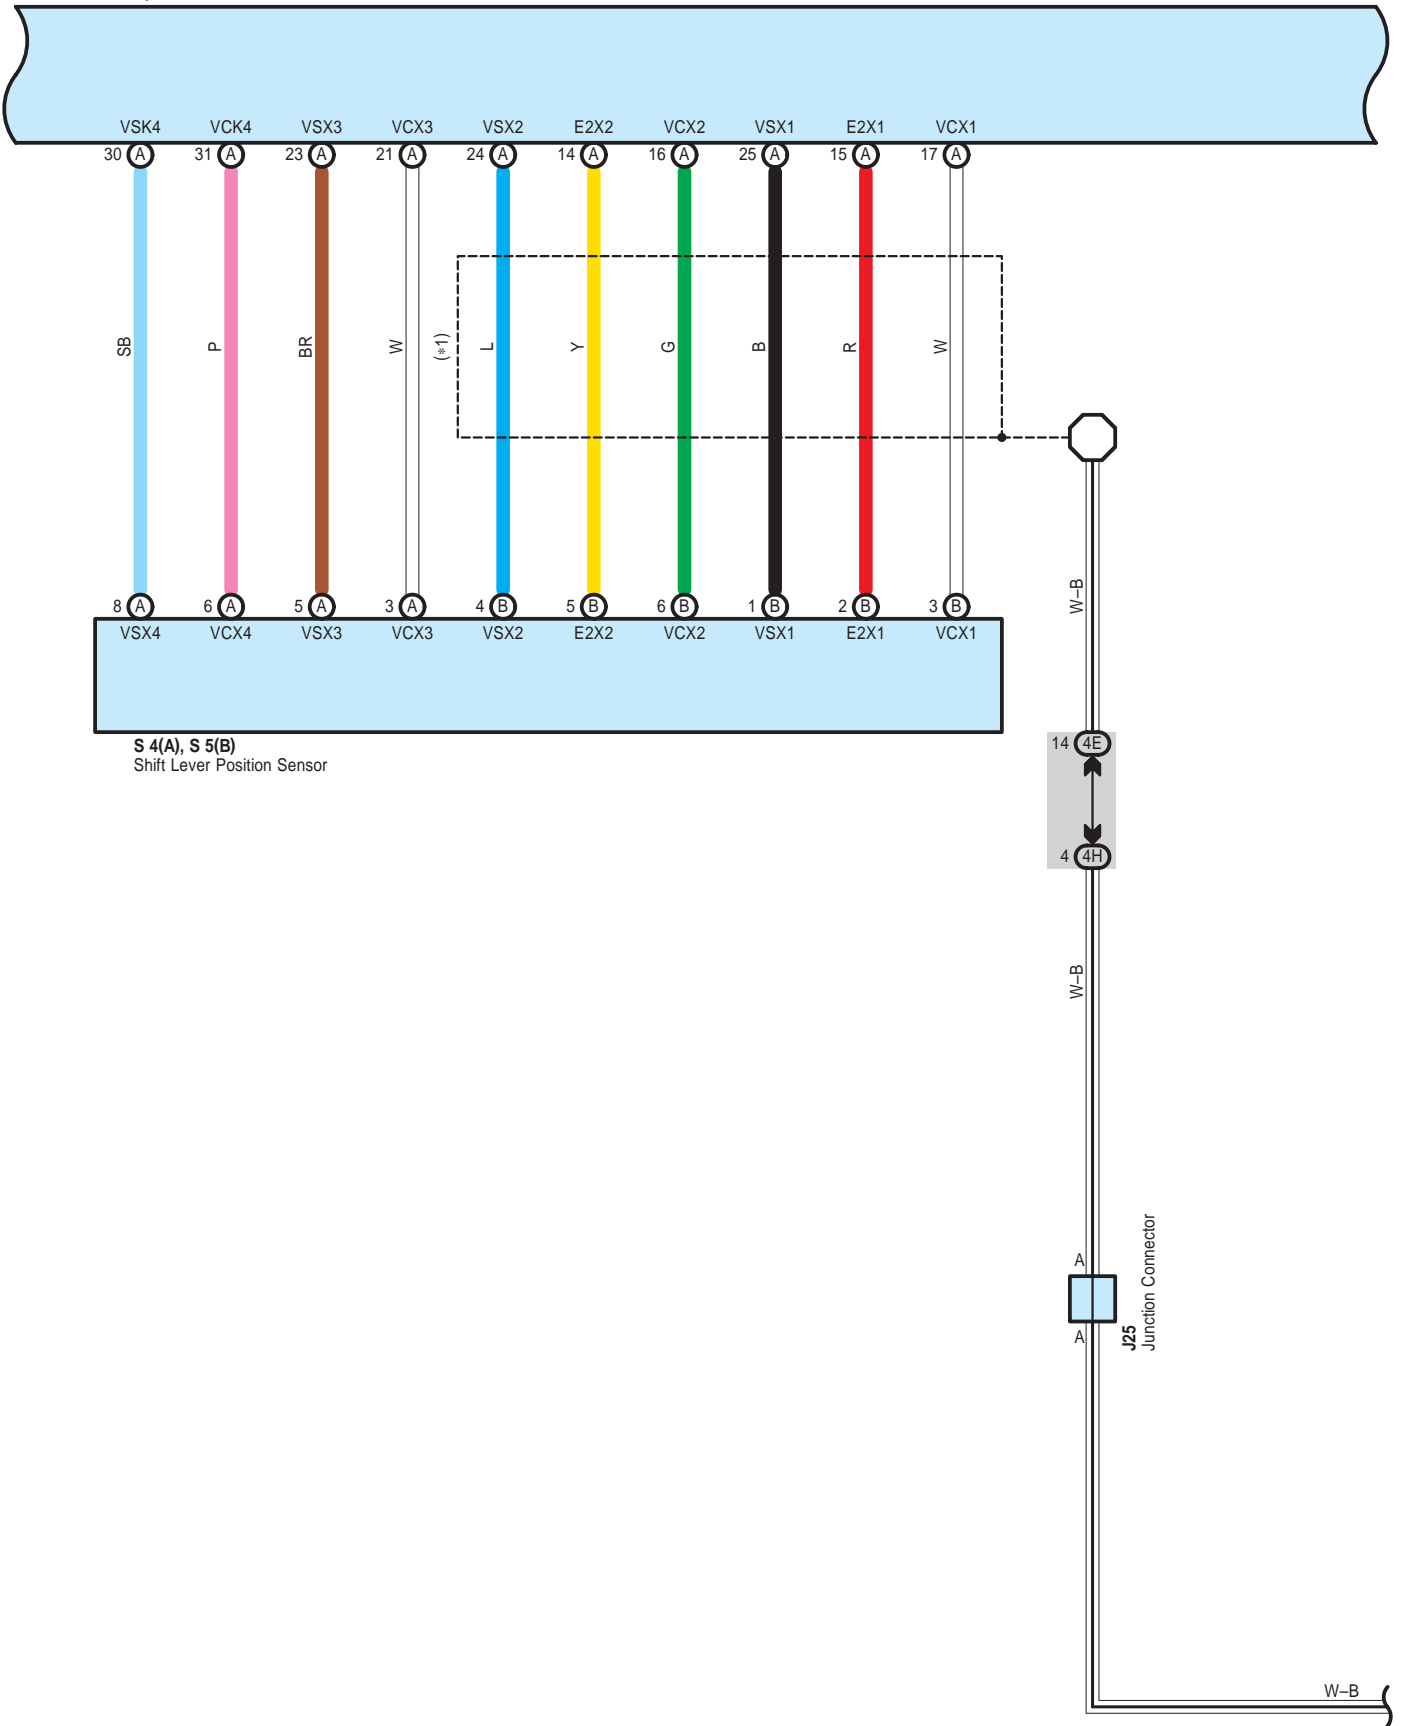 VSK4 VCK4 VSX3 VCX3 VSX2 E2X2 VCX2 VSX1 E2X1 VCX1
30 A 31 A 23 A 21 A 24 A 14 A 16 A 25 A 15 A 17 A
SB P BR W (*1) L Y G B R W
W–B
8 A 6 A 5 A 3 A 4 B 5 B 6 B 1 B 2 B 3 B
VSX4 VCX4 VSX3 VCX3 VSX2 E2X2 VCX2 VSX1 E2X1 VCX1
S 4(A), S 5(B)
Shift Lever Position Sensor
14 4E
4 4H
W–B
A
A
J25
Junction Connector
W–B